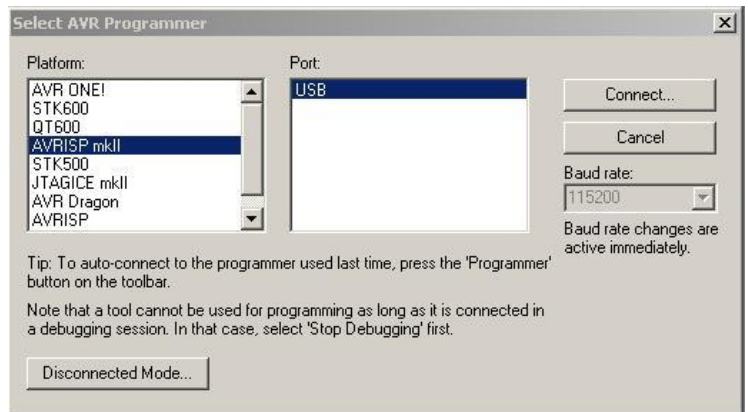 Select AVR Programmer
Platform:
AVR ONE!
STK600
QT600
AVRISP mkII
STK500
JTAGICE mkII
AVR Dragon
AVRISP
Port:
USB
Connect...
Cancel
Baud rate:
115200
Baud rate changes are
active immediately.
Tip: To auto-connect to the programmer used last time, press the 'Programmer'
button on the toolbar.
Note that a tool cannot be used for programming as long as it is connected in
a debugging session. In that case, select 'Stop Debugging' first.
Disconnected Mode...